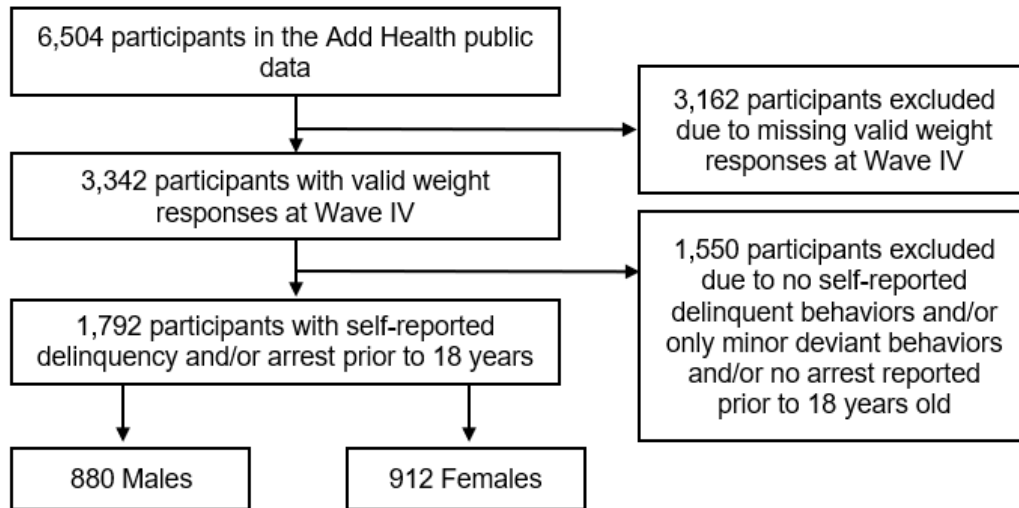 6,504 participants in the Add Health public
data
3,162 participants excluded
due to missing valid weight
responses at Wave IV
3,342 participants with valid weight
responses at Wave IV
1,550 participants excluded
due to no self-reported
delinquent behaviors and/or
only minor deviant behaviors
and/or no arrest reported
prior to 18 years old
1,792 participants with self-reported
delinquency and/or arrest prior to 18 years
880 Males
912 Females